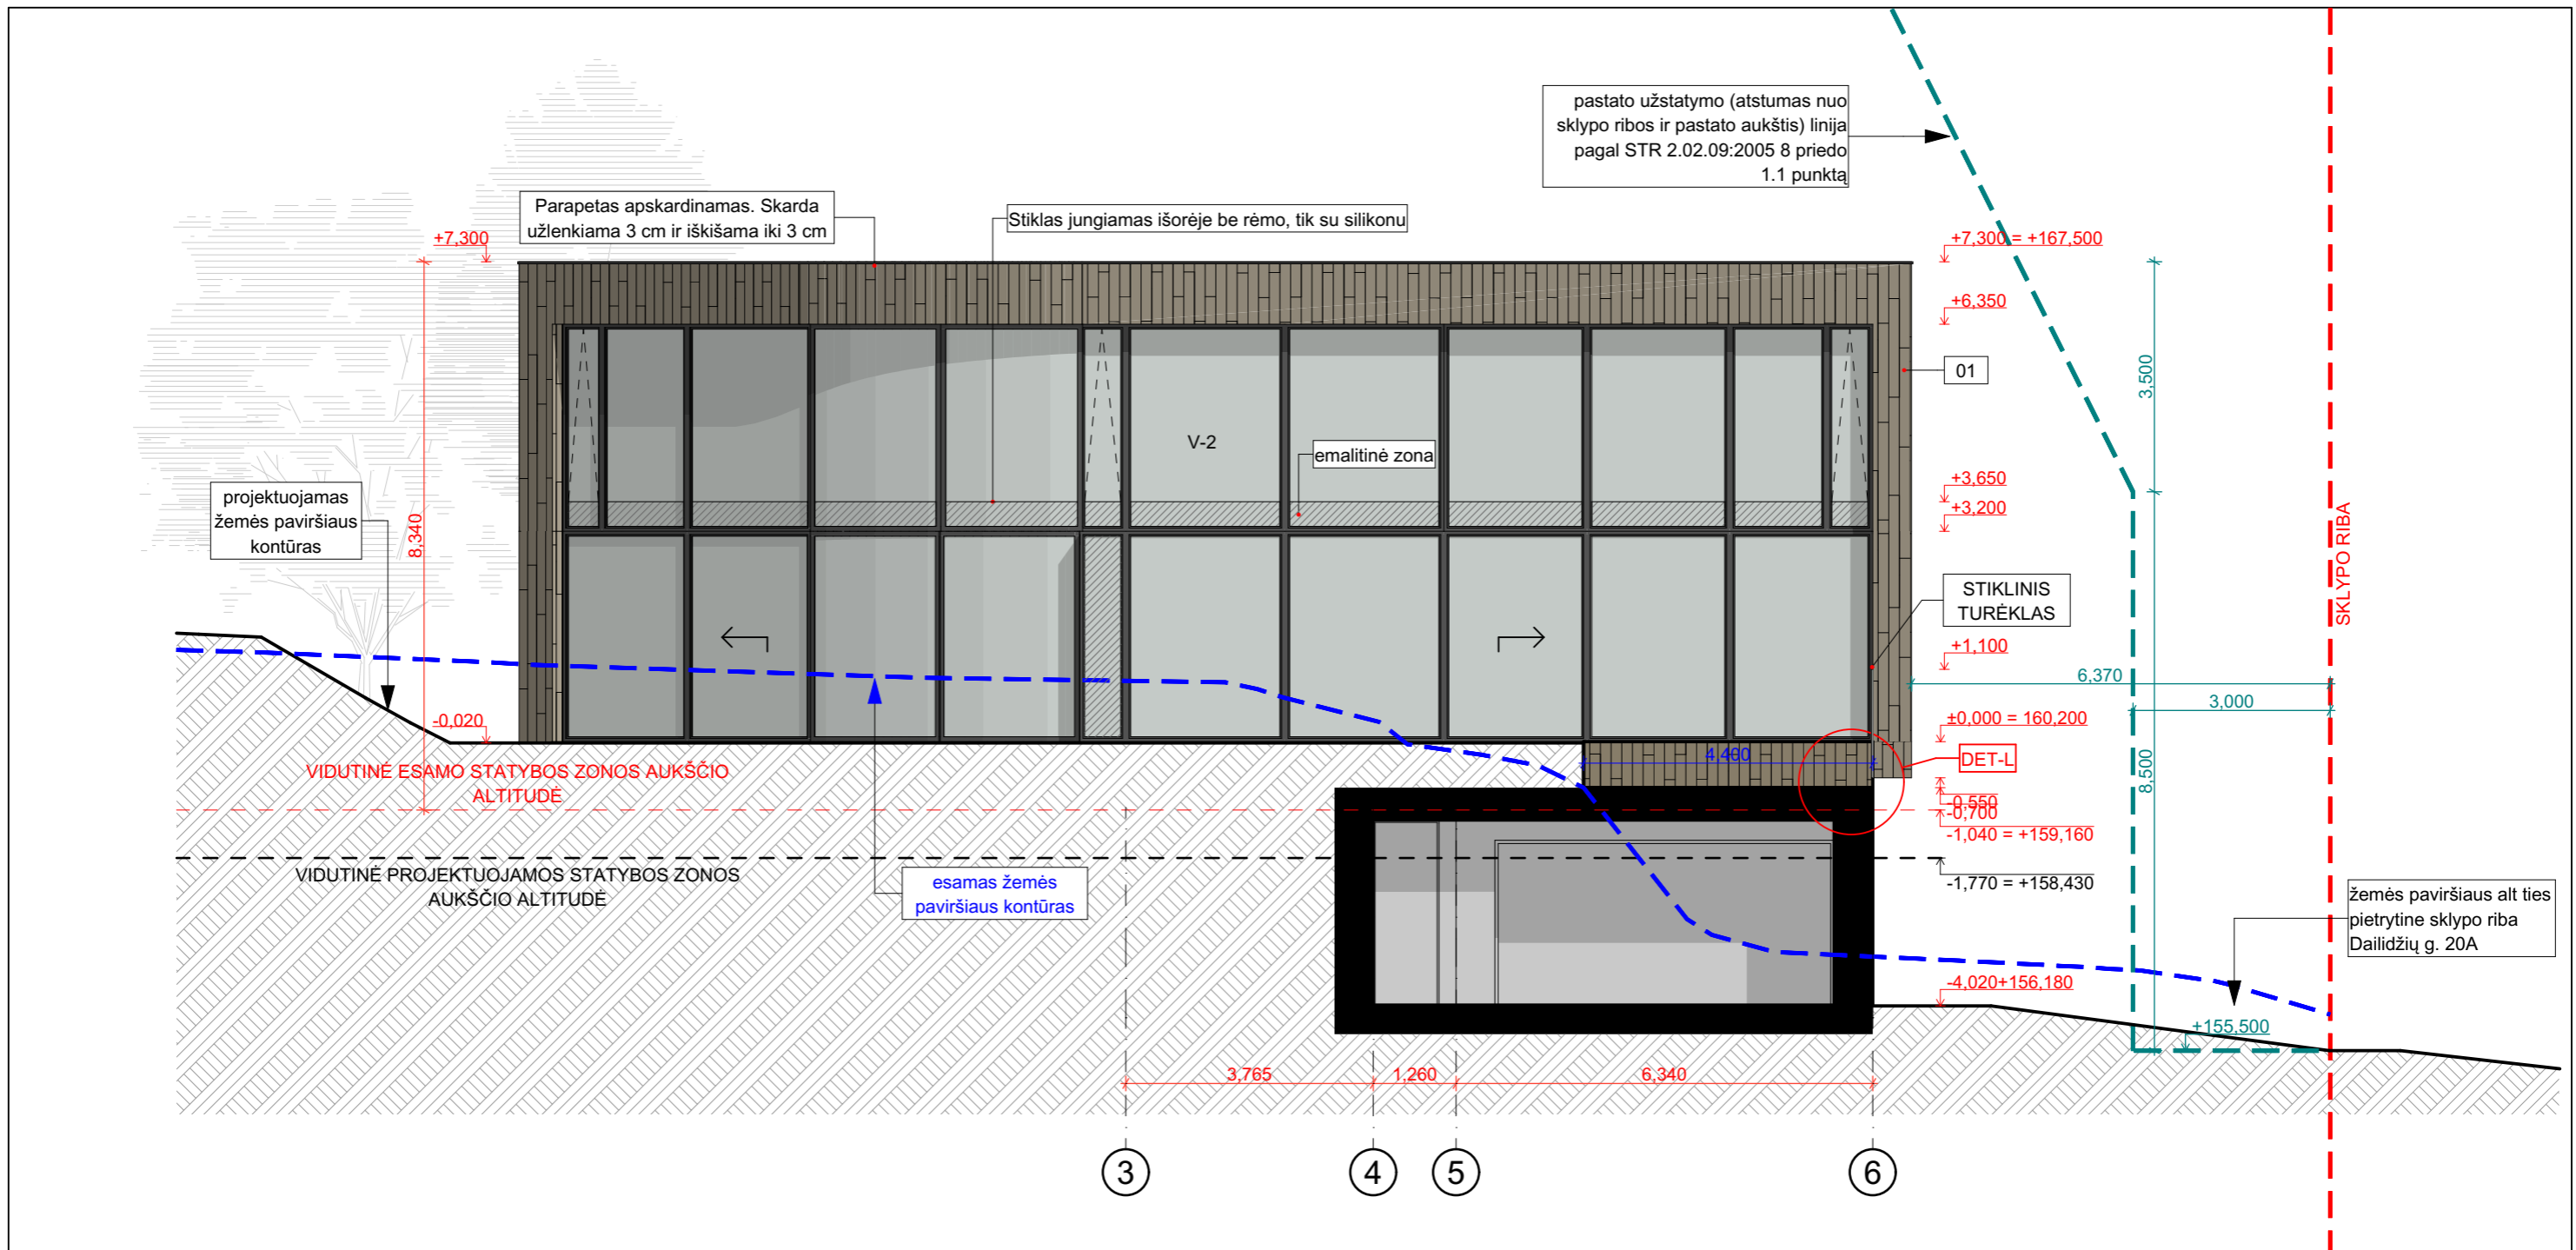 pastato užstatymo (atstumas nuo
sklypo ribos ir pastato aukštis) linija
pagal STR 2.02.09:2005 8 priedo
1.1 punktą
Parapetas apskardinamas. Skarda
užlenkiama 3 cm ir iškišama iki 3 cm
Stiklas jungiamas išorėje be rėmo, tik su silikonu
+7,300
+7,300 = +167,500
+6,350
01
3,500
V-2
emalitinė zona
+3,650
+3,200
projektuojamas
žemės paviršiaus
kontūras
8,340
SKLYPO RIBA
STIKLINIS
TURĖKLAS
+1,100
6,370
3,000
-0,020
±0,000 = 160,200
4,400
DET-L
8,500
VIDUTINĖ ESAMO STATYBOS ZONOS AUKŠČIO
ALTITUDĖ
-0,550
-0,700
-1,040 = +159,160
VIDUTINĖ PROJEKTUOJAMOS STATYBOS ZONOS
AUKŠČIO ALTITUDĖ
-1,770 = +158,430
esamas žemės
paviršiaus kontūras
žemės paviršiaus alt ties
pietrytine sklypo riba
Dailidžių g. 20A
-4,020+156,180
+155,500
3,765
1,260
6,340
3
4
5
6